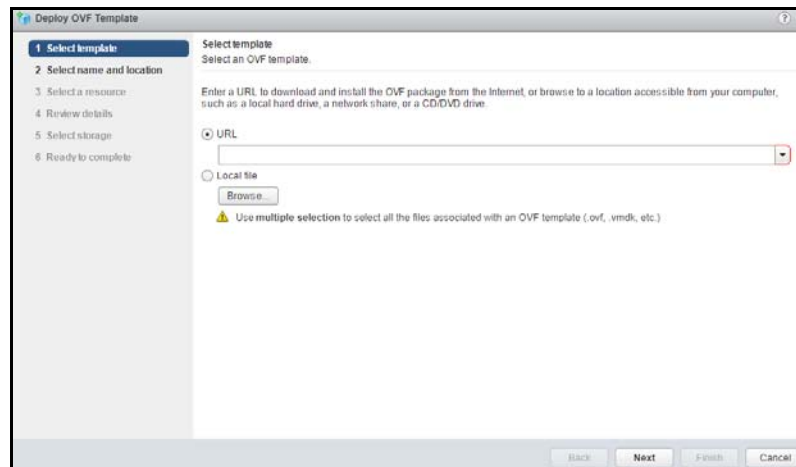 Deploy OVF Template
?
1 Select template
2 Select name and location
3 Select a resource
4 Review details
5 Select storage
6 Ready to complete
Select template
Select an OVF template.
Enter a URL to download and install the OVF package from the Internet, or browse to a location accessible from your computer,
such as a local hard drive, a network share, or a CD/DVD drive.
URL
Local file
Browse...
Use multiple selection to select all the files associated with an OVF template (.ovf, .vmdk, etc.)
Back
Next
Finish
Cancel